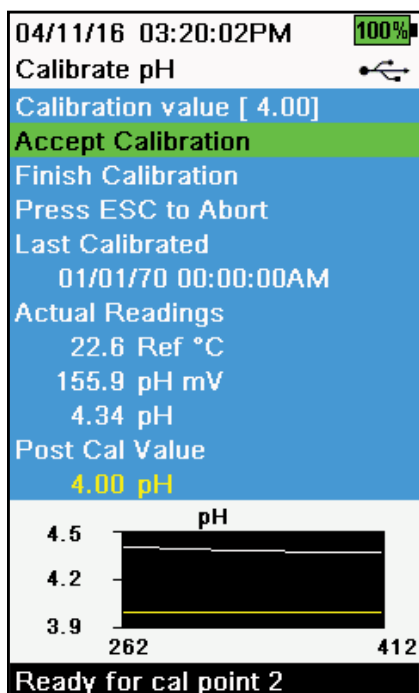 04/11/16 03:20:02PM 100%
Calibrate pH
Calibration value [ 4.00]
Accept Calibration
Finish Calibration
Press ESC to Abort
Last Calibrated
01/01/70 00:00:00AM
Actual Readings
22.6 Ref °C
155.9 pH mV
4.34 pH
Post Cal Value
4.00 pH
pH
4.5
4.2
3.9
262 412
Ready for cal point 2